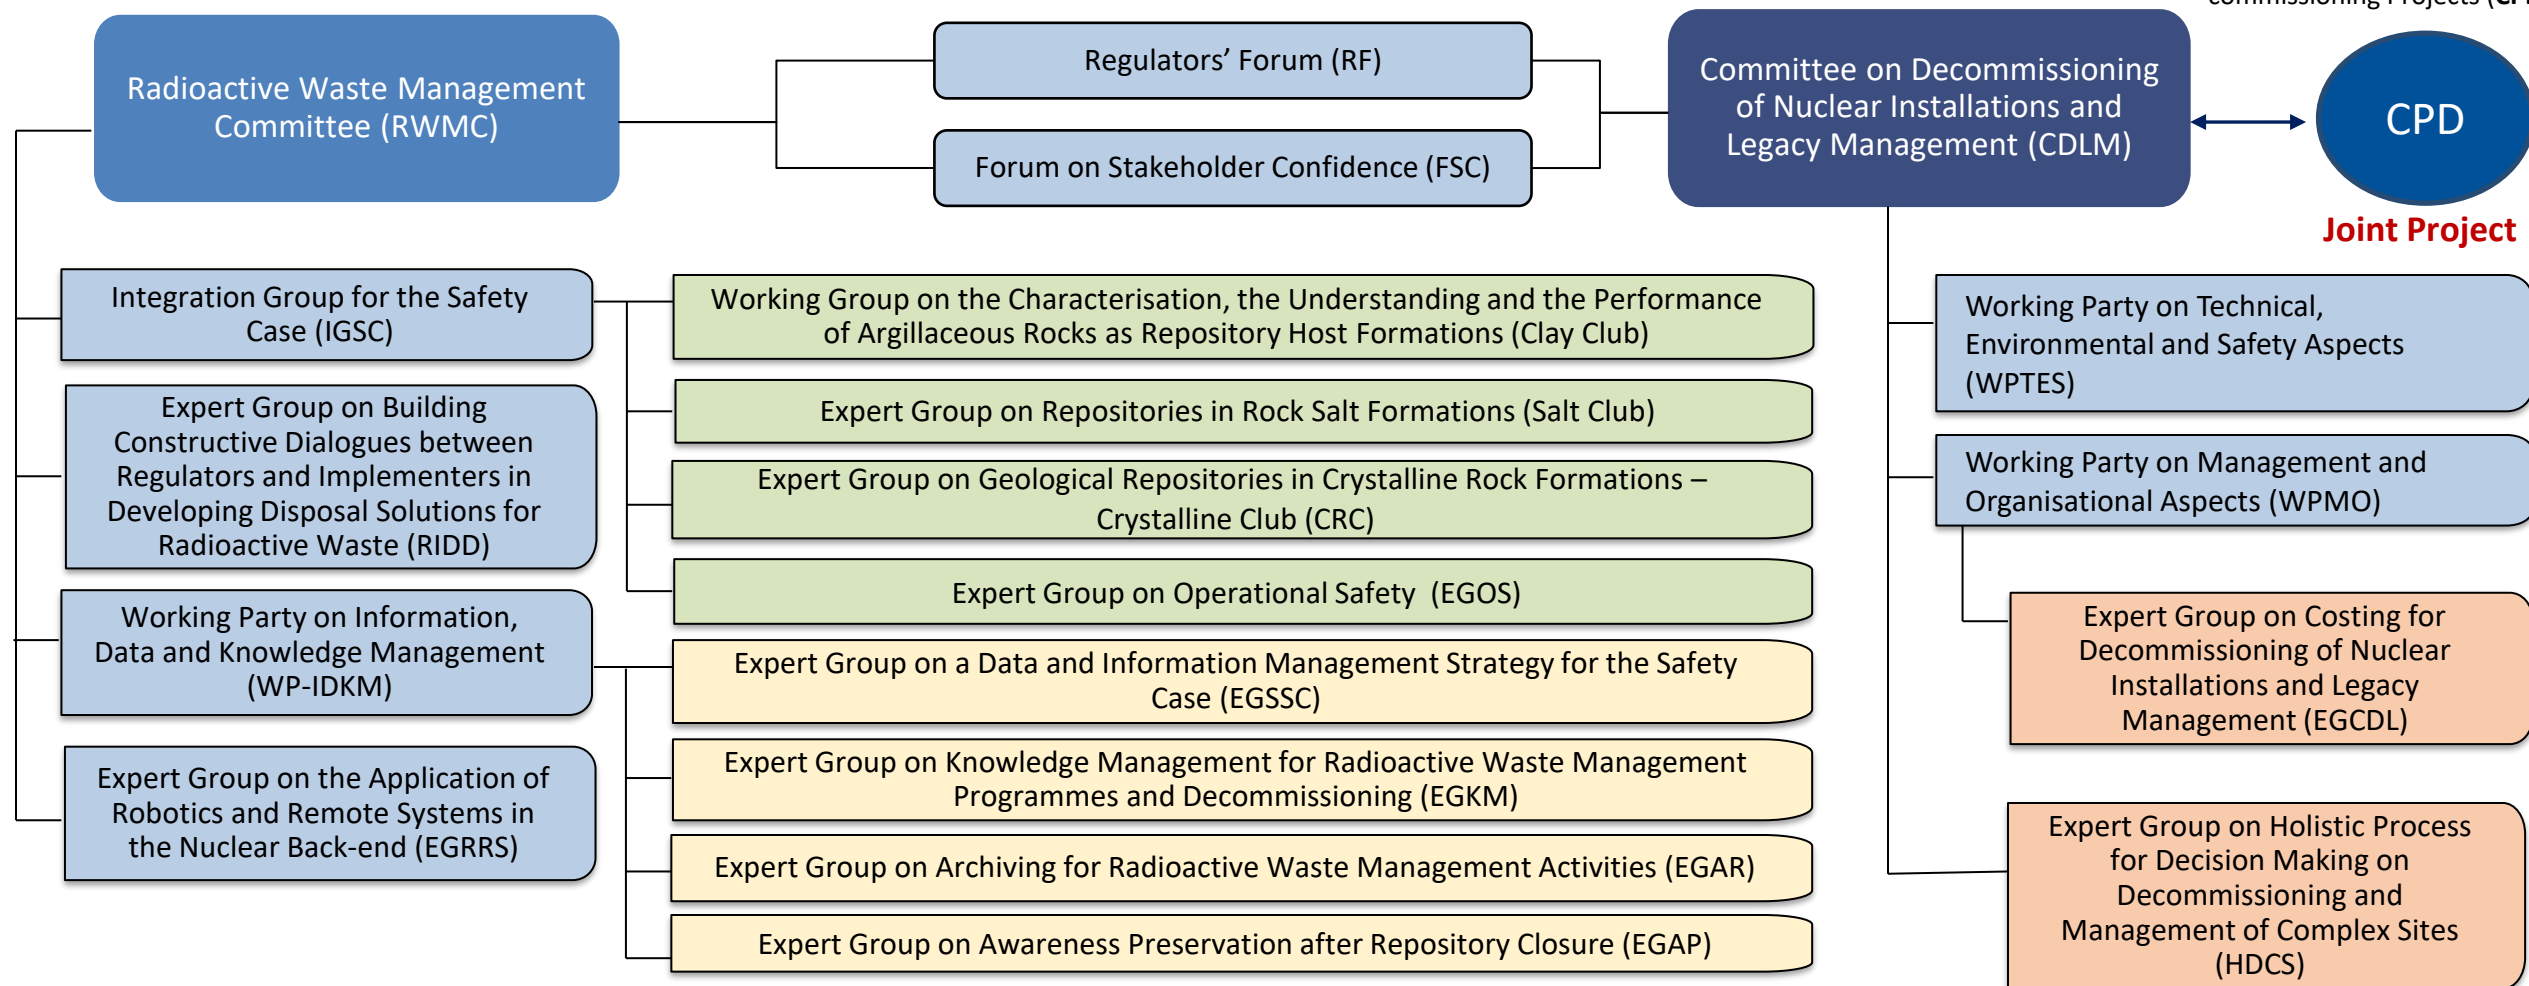 commissioning Projects
Radioactive Waste Management
Committee (RWMC)
Regulators’ Forum (RF)
Forum on Stakeholder Confidence (FSC)
Committee on Decommissioning
of Nuclear Installations and
Legacy Management (CDLM)
CPD
Joint Project
Integration Group for the Safety
Case (IGSC)
Expert Group on Building
Constructive Dialogues between
Regulators and Implementers in
Developing Disposal Solutions for
Radioactive Waste (RIDD)
Working Party on Information,
Data and Knowledge Management
(WP-IDKM)
Expert Group on the Application of
Robotics and Remote Systems in
the Nuclear Back-end (EGRRS)
Working Group on the Characterisation, the Understanding and the Performance
of Argillaceous Rocks as Repository Host Formations (Clay Club)
Expert Group on Repositories in Rock Salt Formations (Salt Club)
Expert Group on Geological Repositories in Crystalline Rock Formations –
Crystalline Club (CRC)
Expert Group on Operational Safety (EGOS)
Expert Group on a Data and Information Management Strategy for the Safety
Case (EGSSC)
Expert Group on Knowledge Management for Radioactive Waste Management
Programmes and Decommissioning (EGKM)
Expert Group on Archiving for Radioactive Waste Management Activities (EGAR)
Expert Group on Awareness Preservation after Repository Closure (EGAP)
Working Party on Technical,
Environmental and Safety Aspects
(WPTES)
Working Party on Management and
Organisational Aspects (WPMO)
Expert Group on Costing for
Decommissioning of Nuclear
Installations and Legacy
Management (EGCDL)
Expert Group on Holistic Process
for Decision Making on
Decommissioning and
Management of Complex Sites
(HDCS)